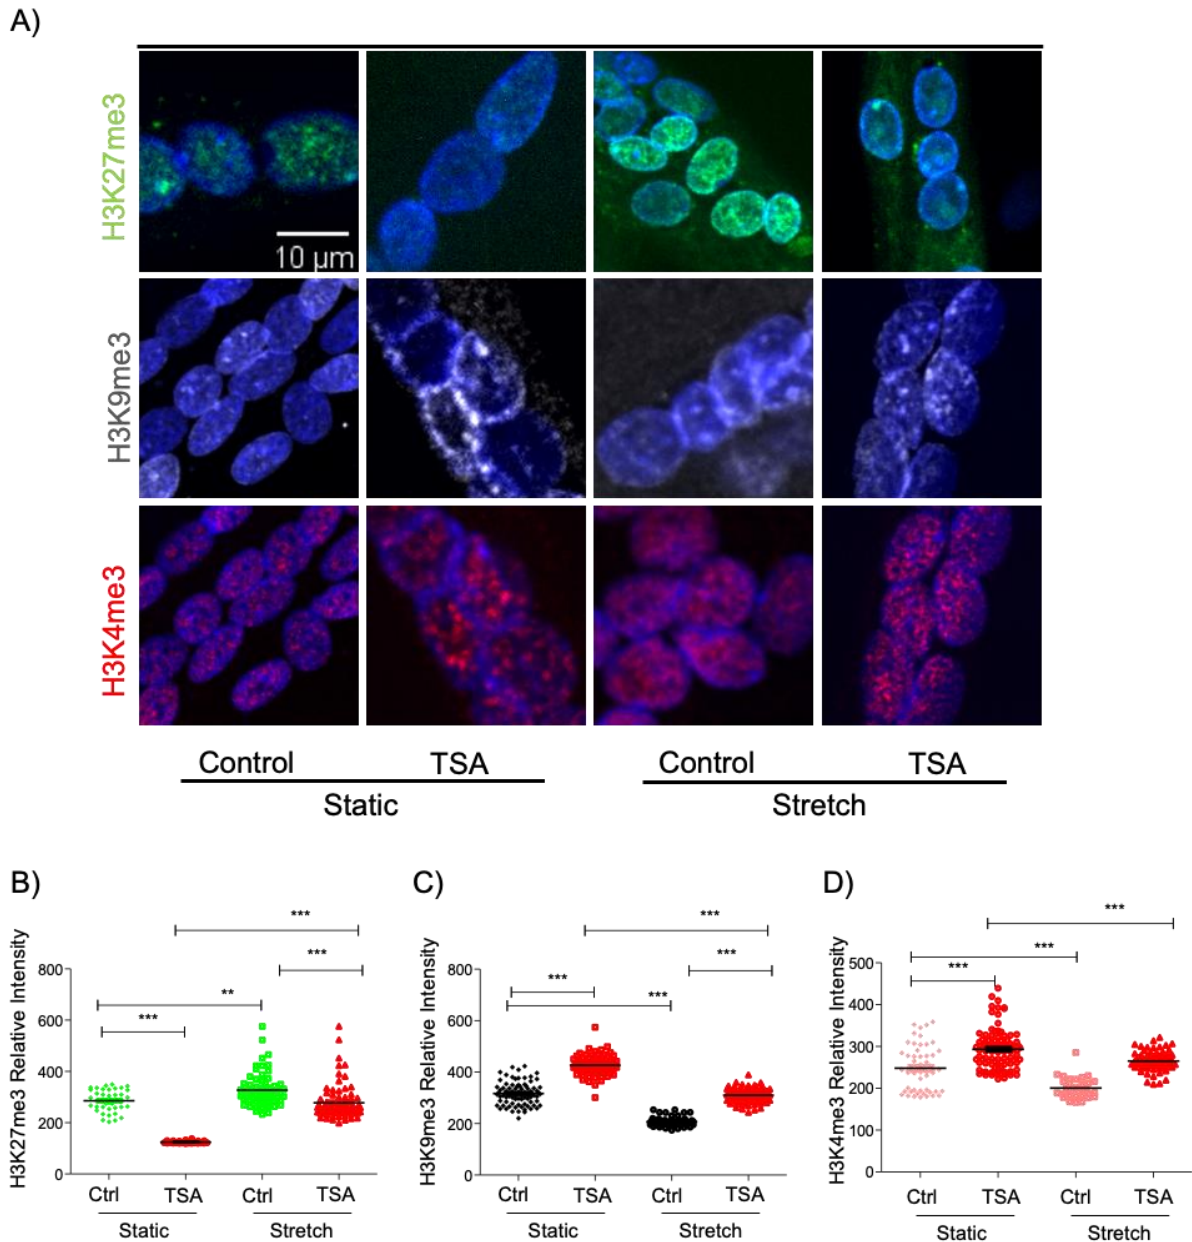 A)
H3K27me3
10 µm
H3K9me3
H3K4me3
Control TSA Control TSA
Static Stretch
B)
H3K27me3 Relative Intensity
800
600
400
200
0
***
***
**
***
Ctrl TSA Ctrl TSA
Static Stretch
C)
H3K9me3 Relative Intensity
800
600
400
200
0
***
***
***
***
Ctrl TSA Ctrl TSA
Static Stretch
D)
H3K4me3 Relative Intensity
500
400
300
200
100
0
***
***
***
Ctrl TSA Ctrl TSA
Static Stretch